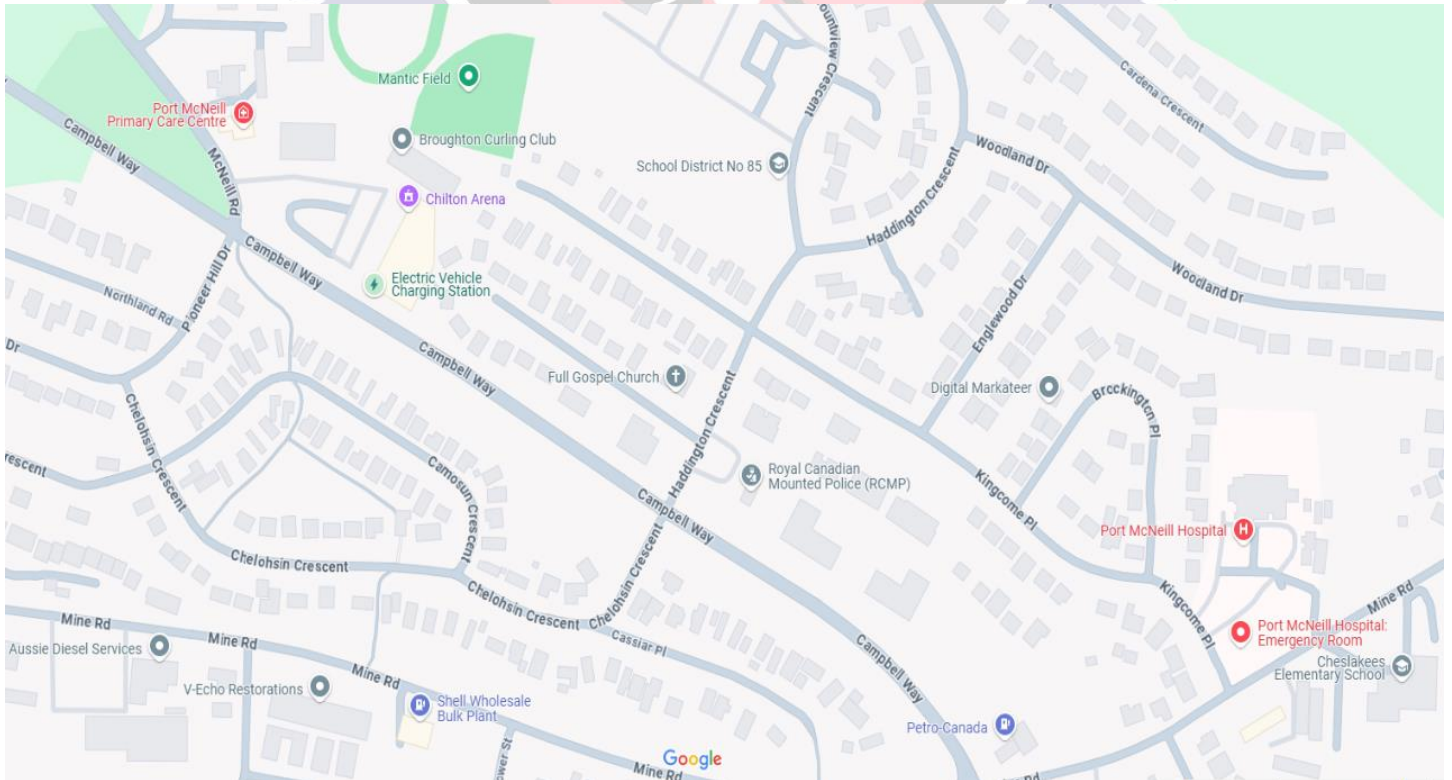 ountview Crescent
Mantic Field
Cardena Crescent
Port McNeill
Primary Care Centre
Campbell Way
McNeill Rd
Broughton Curling Club
School District No 85
Woodland Dr
Haddington Crescent
Chilton Arena
Campbell Way
Pioneer Hill Dr
Electric Vehicle
Charging Station
Northland Rd
Woodland Dr
Englewood Dr
Dr
Campbell Way
Full Gospel Church
Haddington Crescent
Digital Markateer
Brockington Pl
Chelohsin Crescent
rescent
Camosun Crescent
Royal Canadian
Mounted Police (RCMP)
Kingcome Pl
Campbell Way
Port McNeill Hospital
Chelohsin Crescent
Chelohsin Crescent
Chelohsin Crescent
Kingcome Pl
Mine Rd
Mine Rd
Aussie Diesel Services
Mine Rd
Cassiar Pl
Campbell Way
Port McNeill Hospital:
Emergency Room
Cheslakees
Elementary School
V-Echo Restorations
Mine Rd
Shell Wholesale
Bulk Plant
Petro-Canada
ower St
Google
Mine Rd